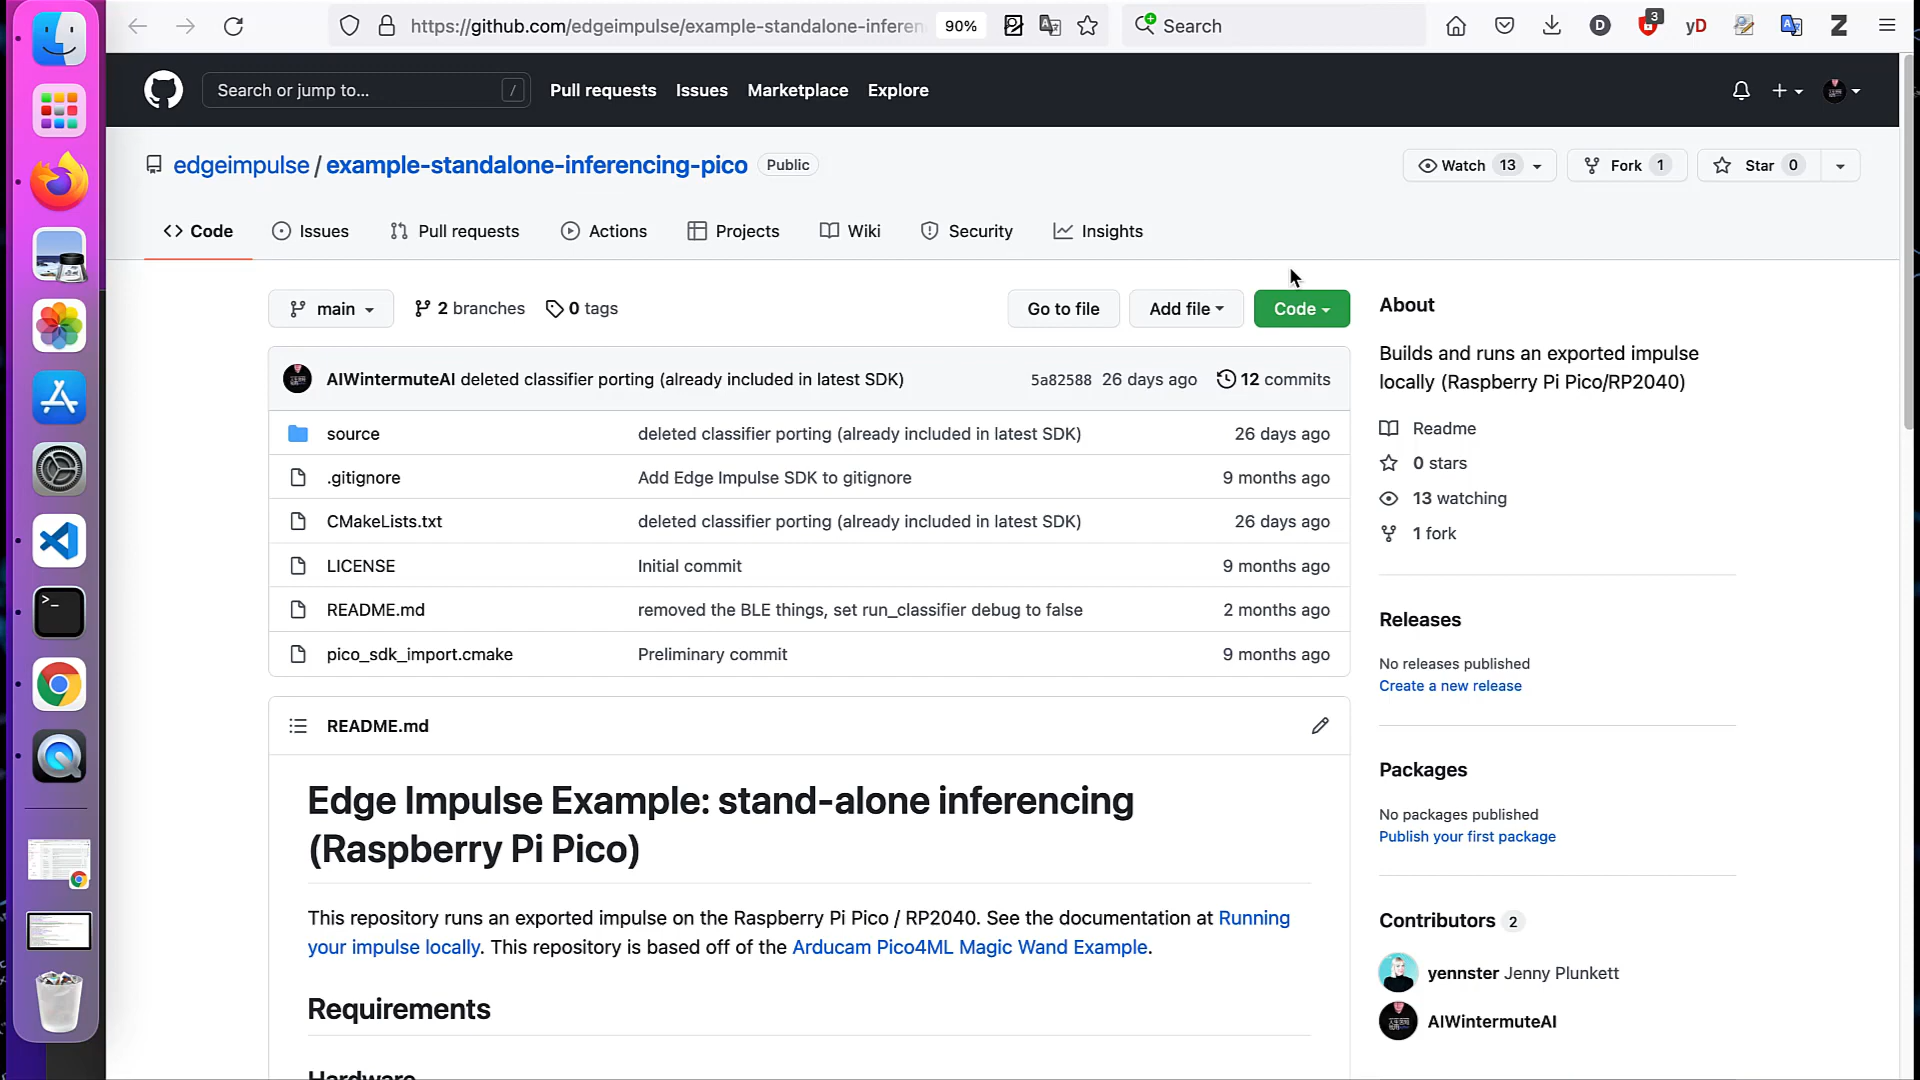 https://github.com/edgeimpulse/example-standalone-inferen
90%
Search
3
D
yD
Z
Search or jump to...
/
Pull requests
Issues
Marketplace
Explore
edgeimpulse / example-standalone-inferencing-pico
Public
Watch 13
Fork 1
Star 0
Code
Issues
Pull requests
Actions
Projects
Wiki
Security
Insights
main
2 branches
0 tags
Go to file
Add file
Code
AIWintermuteAI deleted classifier porting (already included in latest SDK)
5a82588 26 days ago
12 commits
source
deleted classifier porting (already included in latest SDK)
26 days ago
.gitignore
Add Edge Impulse SDK to gitignore
9 months ago
CMakeLists.txt
deleted classifier porting (already included in latest SDK)
26 days ago
LICENSE
Initial commit
9 months ago
README.md
removed the BLE things, set run_classifier debug to false
2 months ago
pico_sdk_import.cmake
Preliminary commit
9 months ago
README.md
Edge Impulse Example: stand-alone inferencing
(Raspberry Pi Pico)
This repository runs an exported impulse on the Raspberry Pi Pico / RP2040. See the documentation at Running
your impulse locally. This repository is based off of the Arducam Pico4ML Magic Wand Example.
Requirements
Hardware
About
Builds and runs an exported impulse
locally (Raspberry Pi Pico/RP2040)
Readme
0 stars
13 watching
1 fork
Releases
No releases published
Create a new release
Packages
No packages published
Publish your first package
Contributors 2
yennster Jenny Plunkett
AIWintermuteAI